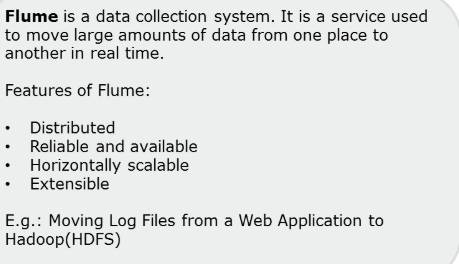 Flume is a data collection system. It is a service used
to move large amounts of data from one place to
another in real time.
Features of Flume:
• Distributed
• Reliable and available
• Horizontally scalable
• Extensible
E.g.: Moving Log Files from a Web Application to
Hadoop(HDFS)